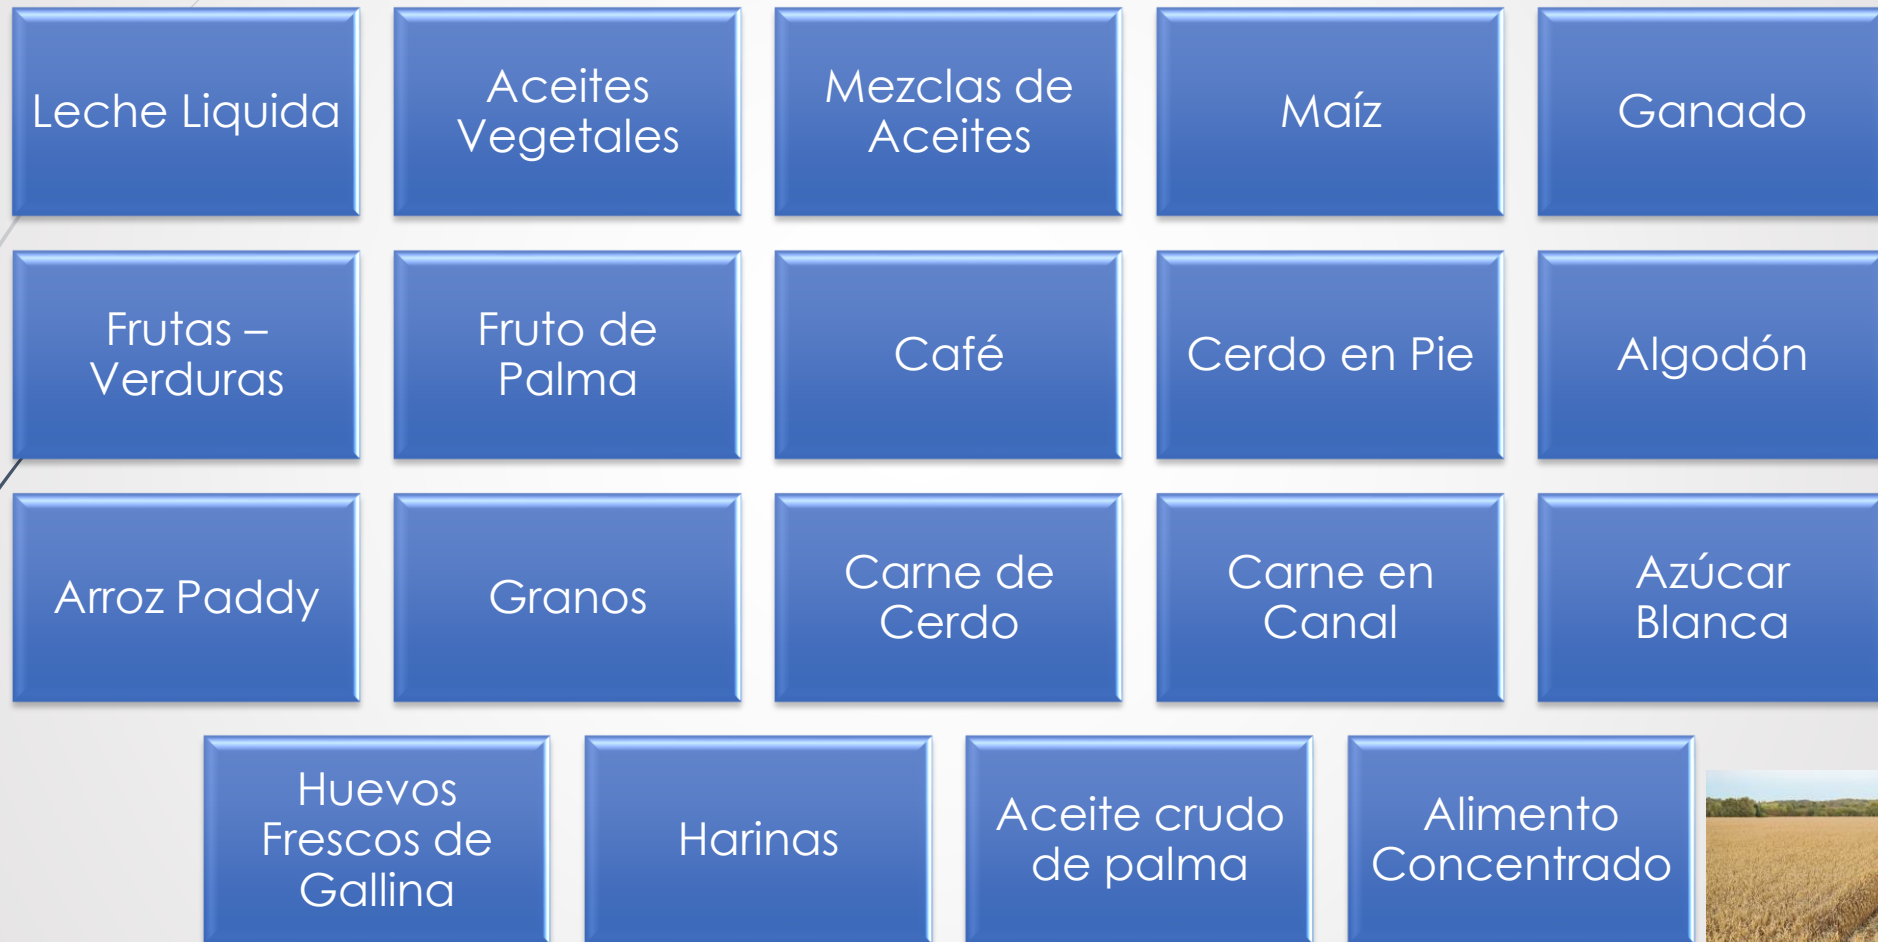 Leche Liquida
Aceites
Vegetales
Mezclas de
Aceites
Maíz
Ganado
Frutas –
Verduras
Fruto de
Palma
Café
Cerdo en Pie
Algodón
Arroz Paddy
Granos
Carne de
Cerdo
Carne en
Canal
Azúcar
Blanca
Huevos
Frescos de
Gallina
Harinas
Aceite crudo
de palma
Alimento
Concentrado